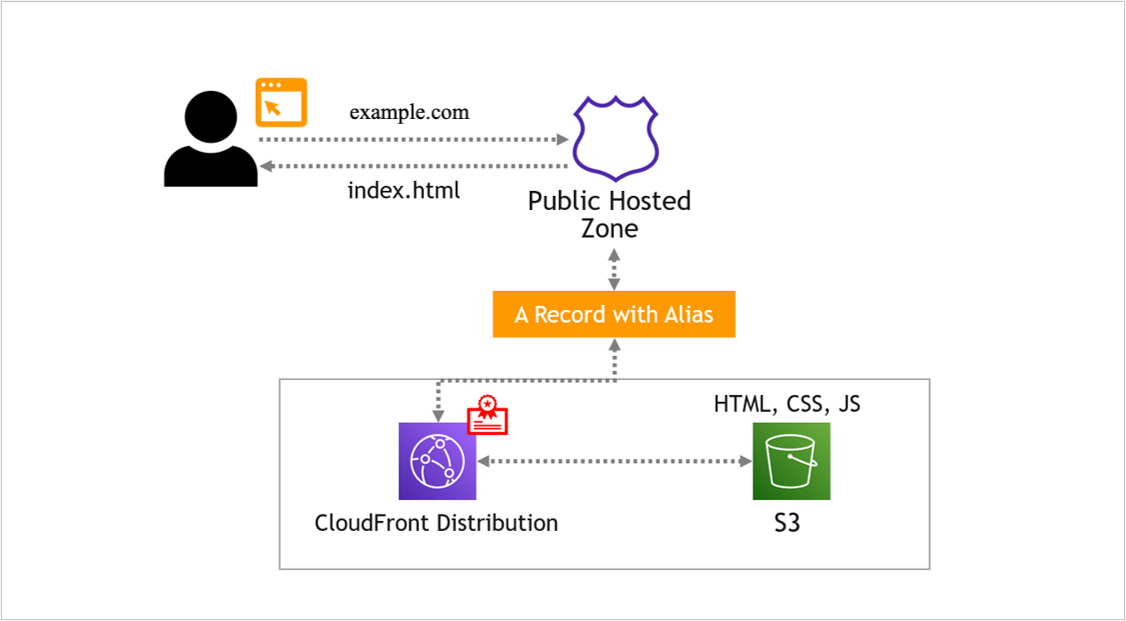 example.com
index.html
Public Hosted
Zone
A Record with Alias
HTML, CSS, JS
CloudFront Distribution
S3